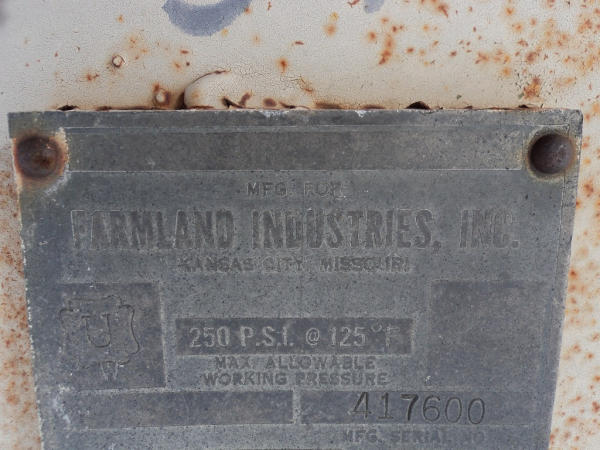 MFG. FOR
FARMLAND INDUSTRIES, INC.
KANSAS CITY, MISSOURI
U
W
250 P.S.I. @ 125°F
MAX. ALLOWABLE
WORKING PRESSURE
417600
MFG. SERIAL NO.